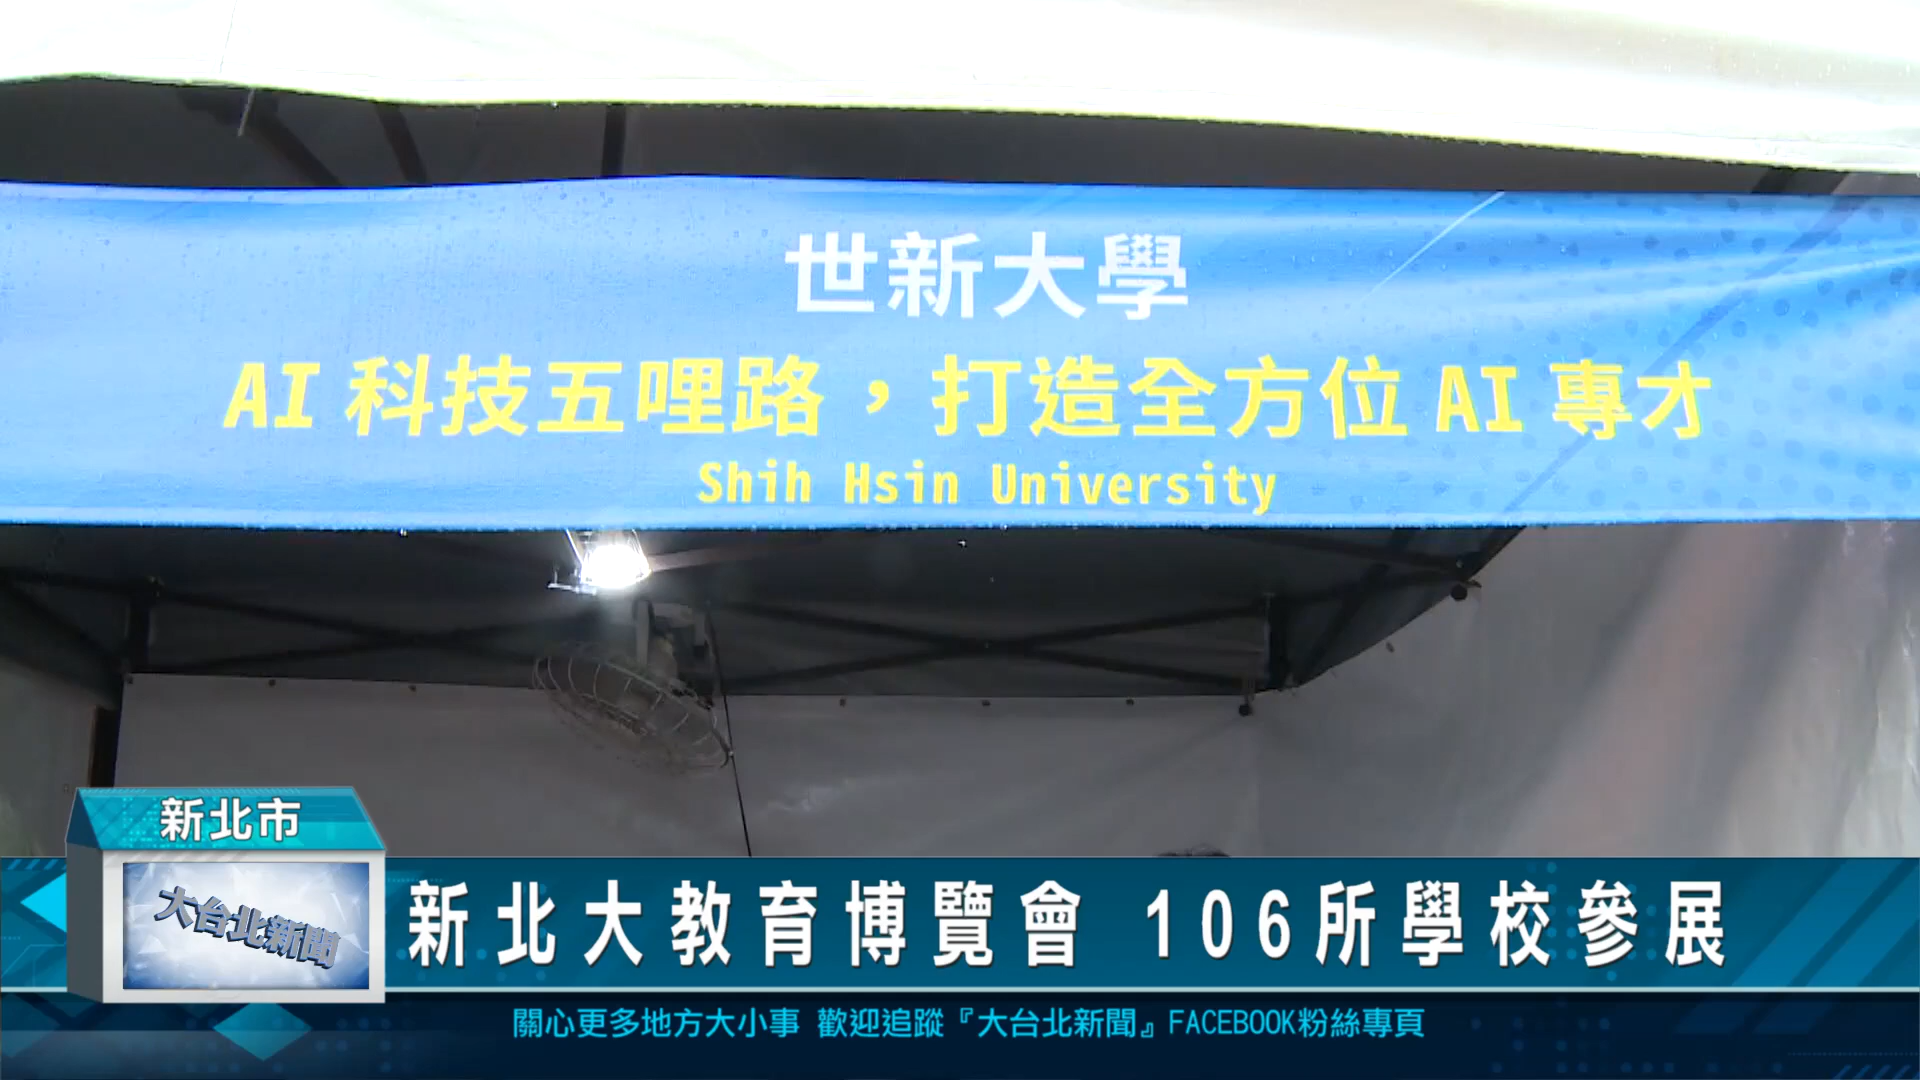 世新大學
AI 科技五哩路，打造全方位 AI 專才
Shih Hsin University
新北市
大台北新聞
新北大教育博覽會 106所學校參展
關心更多地方大小事 歡迎追蹤『大台北新聞』FACEBOOK粉絲專頁